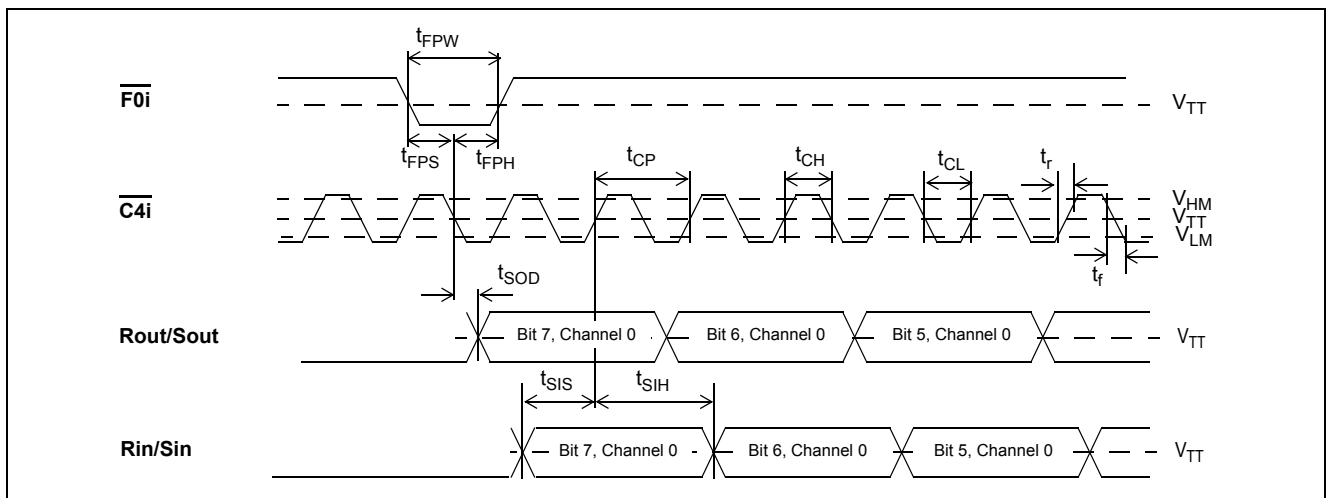 tFPW
F0i
VTT
tFPS tFPH
tCP tCH tCL tr
C4i
VHM
VTT
VLM
tf
tSOD
Rout/Sout Bit 7, Channel 0 Bit 6, Channel 0 Bit 5, Channel 0 VTT
tSIS tSIH
Rin/Sin Bit 7, Channel 0 Bit 6, Channel 0 Bit 5, Channel 0 VTT